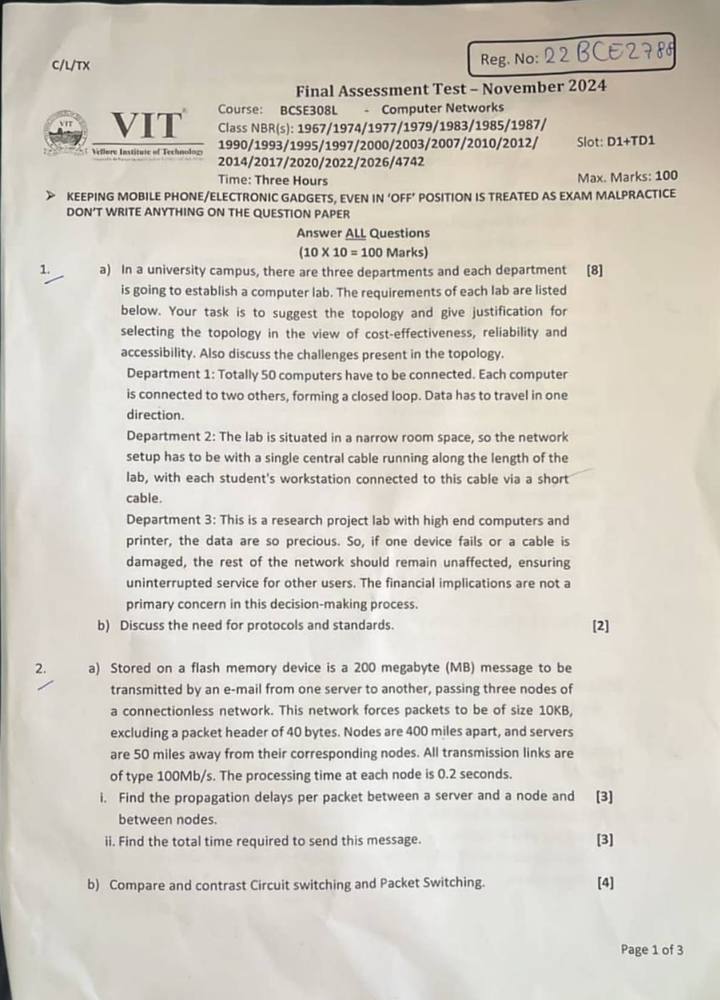 C/L/TX
Reg. No: 22BCE2788
Final Assessment Test – November 2024
VIT
Vellore Institute of Technology
Course: BCSE308L - Computer Networks
Class NBR(s): 1967/1974/1977/1979/1983/1985/1987/
1990/1993/1995/1997/2000/2003/2007/2010/2012/
2014/2017/2020/2022/2026/4742
Slot: D1+TD1
Time: Three Hours
Max. Marks: 100
➢ KEEPING MOBILE PHONE/ELECTRONIC GADGETS, EVEN IN 'OFF' POSITION IS TREATED AS EXAM MALPRACTICE
DON'T WRITE ANYTHING ON THE QUESTION PAPER
Answer ALL Questions
(10 X 10 = 100 Marks)
1. a) In a university campus, there are three departments and each department [8]
is going to establish a computer lab. The requirements of each lab are listed
below. Your task is to suggest the topology and give justification for
selecting the topology in the view of cost-effectiveness, reliability and
accessibility. Also discuss the challenges present in the topology.
Department 1: Totally 50 computers have to be connected. Each computer
is connected to two others, forming a closed loop. Data has to travel in one
direction.
Department 2: The lab is situated in a narrow room space, so the network
setup has to be with a single central cable running along the length of the
lab, with each student's workstation connected to this cable via a short
cable.
Department 3: This is a research project lab with high end computers and
printer, the data are so precious. So, if one device fails or a cable is
damaged, the rest of the network should remain unaffected, ensuring
uninterrupted service for other users. The financial implications are not a
primary concern in this decision-making process.
b) Discuss the need for protocols and standards. [2]
2. a) Stored on a flash memory device is a 200 megabyte (MB) message to be
transmitted by an e-mail from one server to another, passing three nodes of
a connectionless network. This network forces packets to be of size 10KB,
excluding a packet header of 40 bytes. Nodes are 400 miles apart, and servers
are 50 miles away from their corresponding nodes. All transmission links are
of type 100Mb/s. The processing time at each node is 0.2 seconds.
i. Find the propagation delays per packet between a server and a node and [3]
between nodes.
ii. Find the total time required to send this message. [3]
b) Compare and contrast Circuit switching and Packet Switching. [4]
Page 1 of 3